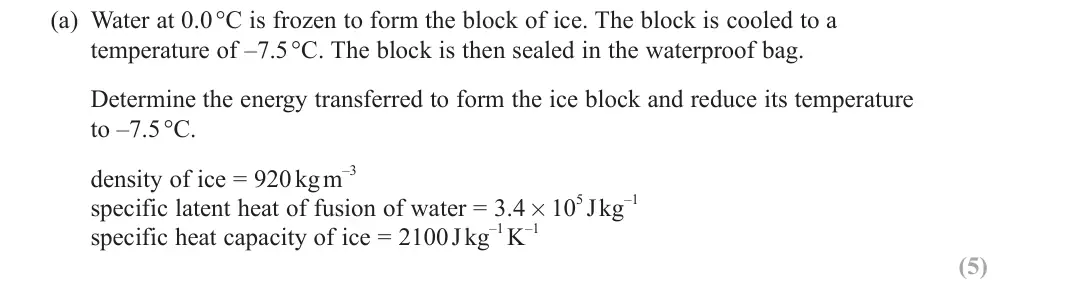 (a) Water at 0.0 °C is frozen to form the block of ice. The block is cooled to a
temperature of –7.5 °C. The block is then sealed in the waterproof bag.
Determine the energy transferred to form the ice block and reduce its temperature
to –7.5 °C.
density of ice = 920 kg m⁻³
specific latent heat of fusion of water = 3.4 × 10⁵ J kg⁻¹
specific heat capacity of ice = 2100 J kg⁻¹ K⁻¹
(5)